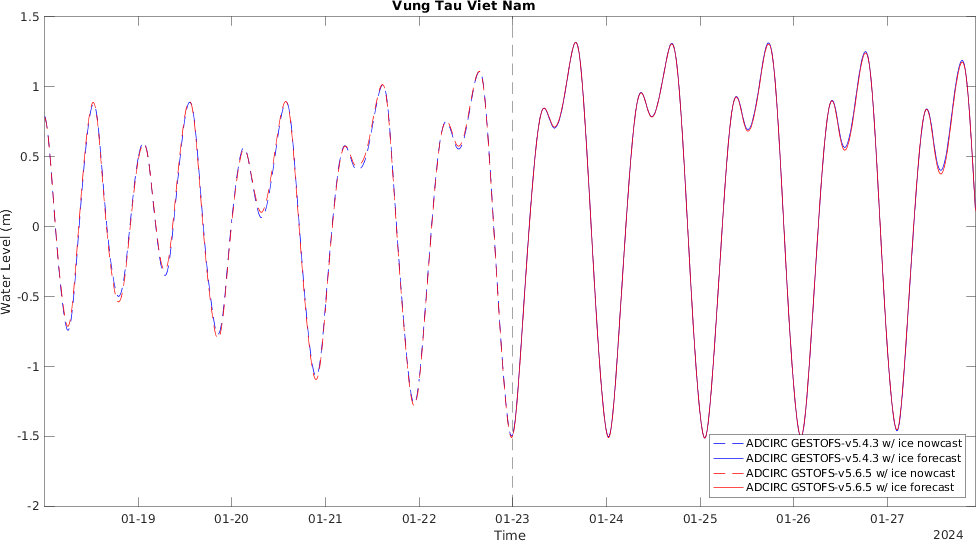 Vung Tau Viet Nam
1.5
1
0.5
0
-0.5
-1
-1.5
-2
Water Level (m)
ADCIRC GESTOFS-v5.4.3 w/ ice nowcast
ADCIRC GESTOFS-v5.4.3 w/ ice forecast
ADCIRC GSTOFS-v5.6.5 w/ ice nowcast
ADCIRC GSTOFS-v5.6.5 w/ ice forecast
01-19 01-20 01-21 01-22 01-23 01-24 01-25 01-26 01-27
Time
2024